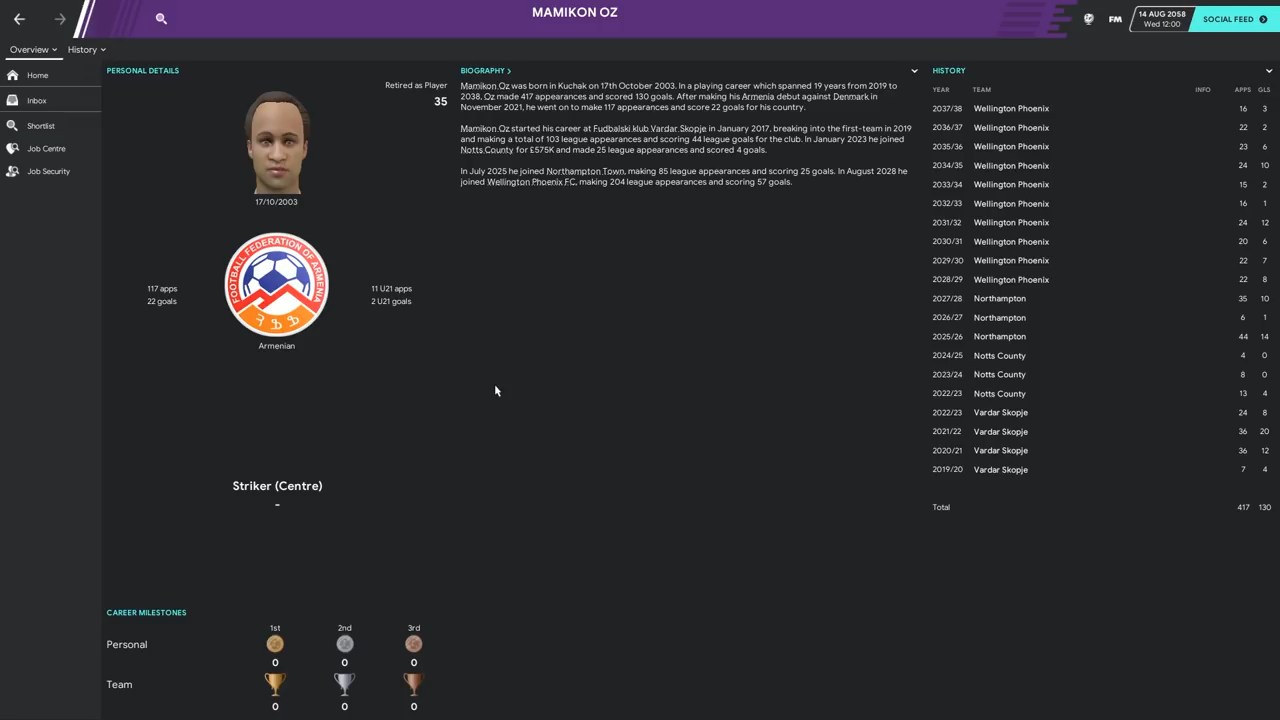 MAMIKON OZ
FM
14 AUG 2058
Wed 12:00
SOCIAL FEED
Overview
History
Home
Inbox
Shortlist
Job Centre
Job Security
PERSONAL DETAILS
Retired as Player
35
17/10/2003
FOOTBALL FEDERATION OF ARMENIA
117 apps
22 goals
11 U21 apps
2 U21 goals
Armenian
Striker (Centre)
-
CAREER MILESTONES
1st 2nd 3rd
Personal
0 0 0
Team
0 0 0
BIOGRAPHY
Mamikon Oz was born in Kuchak on 17th October 2003. In a playing career which spanned 19 years from 2019 to
2038, Oz made 417 appearances and scored 130 goals. After making his Armenia debut against Denmark in
November 2021, he went on to make 117 appearances and score 22 goals for his country.
Mamikon Oz started his career at Fudbalski klub Vardar Skopje in January 2017, breaking into the first-team in 2019
and making a total of 103 league appearances and scoring 44 league goals for the club. In January 2023 he joined
Notts County for £575K and made 25 league appearances and scored 4 goals.
In July 2025 he joined Northampton Town, making 85 league appearances and scoring 25 goals. In August 2028 he
joined Wellington Phoenix FC, making 204 league appearances and scoring 57 goals.
HISTORY
YEAR TEAM INFO APPS GLS
2037/38 Wellington Phoenix 16 3
2036/37 Wellington Phoenix 22 2
2035/36 Wellington Phoenix 23 6
2034/35 Wellington Phoenix 24 10
2033/34 Wellington Phoenix 15 2
2032/33 Wellington Phoenix 16 1
2031/32 Wellington Phoenix 24 12
2030/31 Wellington Phoenix 20 6
2029/30 Wellington Phoenix 22 7
2028/29 Wellington Phoenix 22 8
2027/28 Northampton 35 10
2026/27 Northampton 6 1
2025/26 Northampton 44 14
2024/25 Notts County 4 0
2023/24 Notts County 8 0
2022/23 Notts County 13 4
2022/23 Vardar Skopje 24 8
2021/22 Vardar Skopje 36 20
2020/21 Vardar Skopje 36 12
2019/20 Vardar Skopje 7 4
Total 417 130